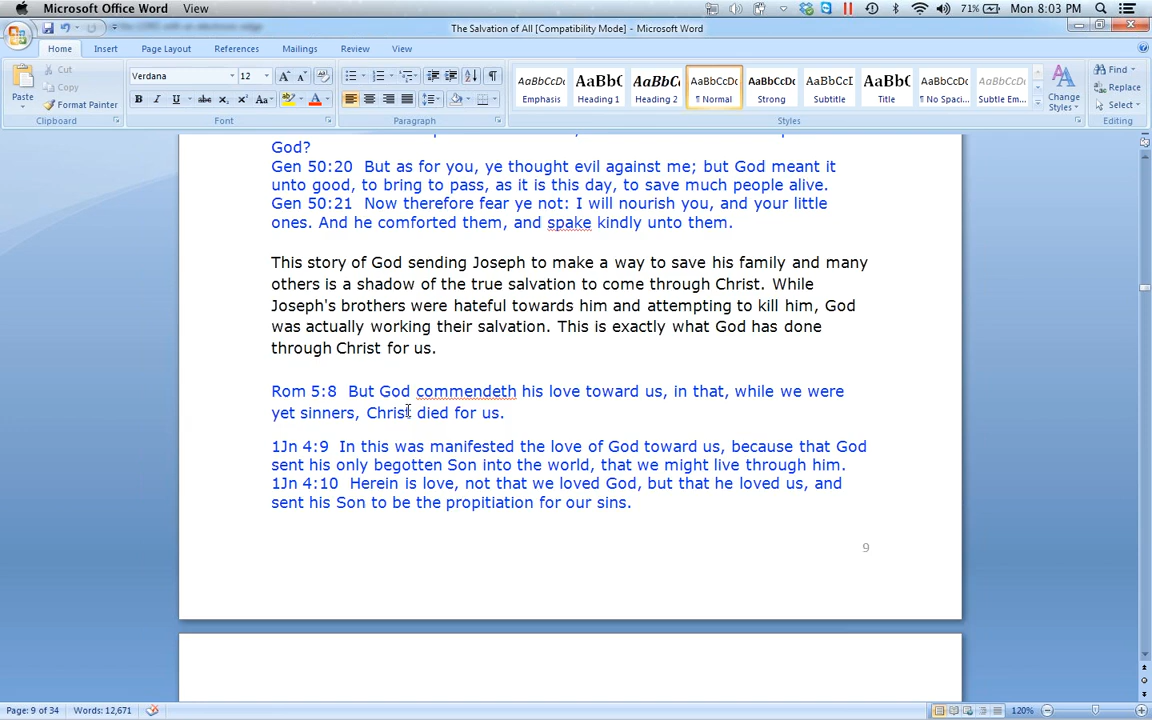 Microsoft Office Word View 71% Mon 8:03 PM
The Salvation of All [Compatibility Mode] - Microsoft Word
Home Insert Page Layout References Mailings Review View
Paste
Cut
Copy
Format Painter
Clipboard
Verdana 12
B I U abc x₂ x² Aa
Font
Paragraph
AaBbCcDc AaBb( AaBbC AaBbCcDc AaBbCcDc AaBbCcI AaBb( AaBbCcDc AaBbCcDc
Emphasis Heading 1 Heading 2 ¶ Normal Strong Subtitle Title ¶ No Spaci... Subtle Em...
Change
Styles
Styles
Find
Replace
Select
Editing
God?
Gen 50:20 But as for you, ye thought evil against me; but God meant it
unto good, to bring to pass, as it is this day, to save much people alive.
Gen 50:21 Now therefore fear ye not: I will nourish you, and your little
ones. And he comforted them, and spake kindly unto them.
This story of God sending Joseph to make a way to save his family and many
others is a shadow of the true salvation to come through Christ. While
Joseph's brothers were hateful towards him and attempting to kill him, God
was actually working their salvation. This is exactly what God has done
through Christ for us.
Rom 5:8 But God commendeth his love toward us, in that, while we were
yet sinners, Christ died for us.
1Jn 4:9 In this was manifested the love of God toward us, because that God
sent his only begotten Son into the world, that we might live through him.
1Jn 4:10 Herein is love, not that we loved God, but that he loved us, and
sent his Son to be the propitiation for our sins.
9
Page: 9 of 34 Words: 12,671 120%